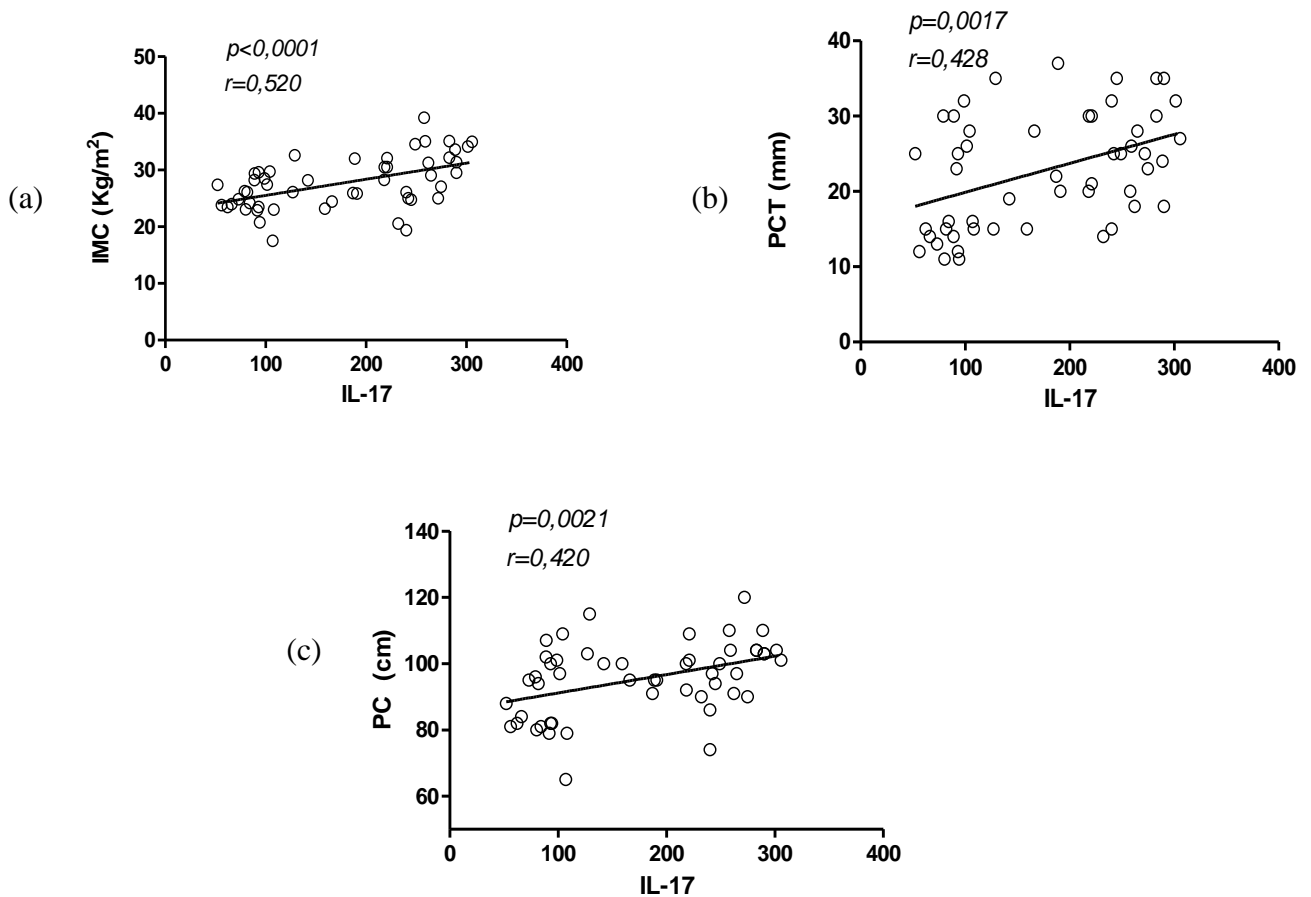 (a)
p<0,0001
r=0,520
IMC (Kg/m²)
50
40
30
20
10
0
0 100 200 300 400
IL-17
(b)
p=0,0017
r=0,428
PCT (mm)
40
30
20
10
0
0 100 200 300 400
IL-17
(c)
p=0,0021
r=0,420
PC (cm)
140
120
100
80
60
0 100 200 300 400
IL-17